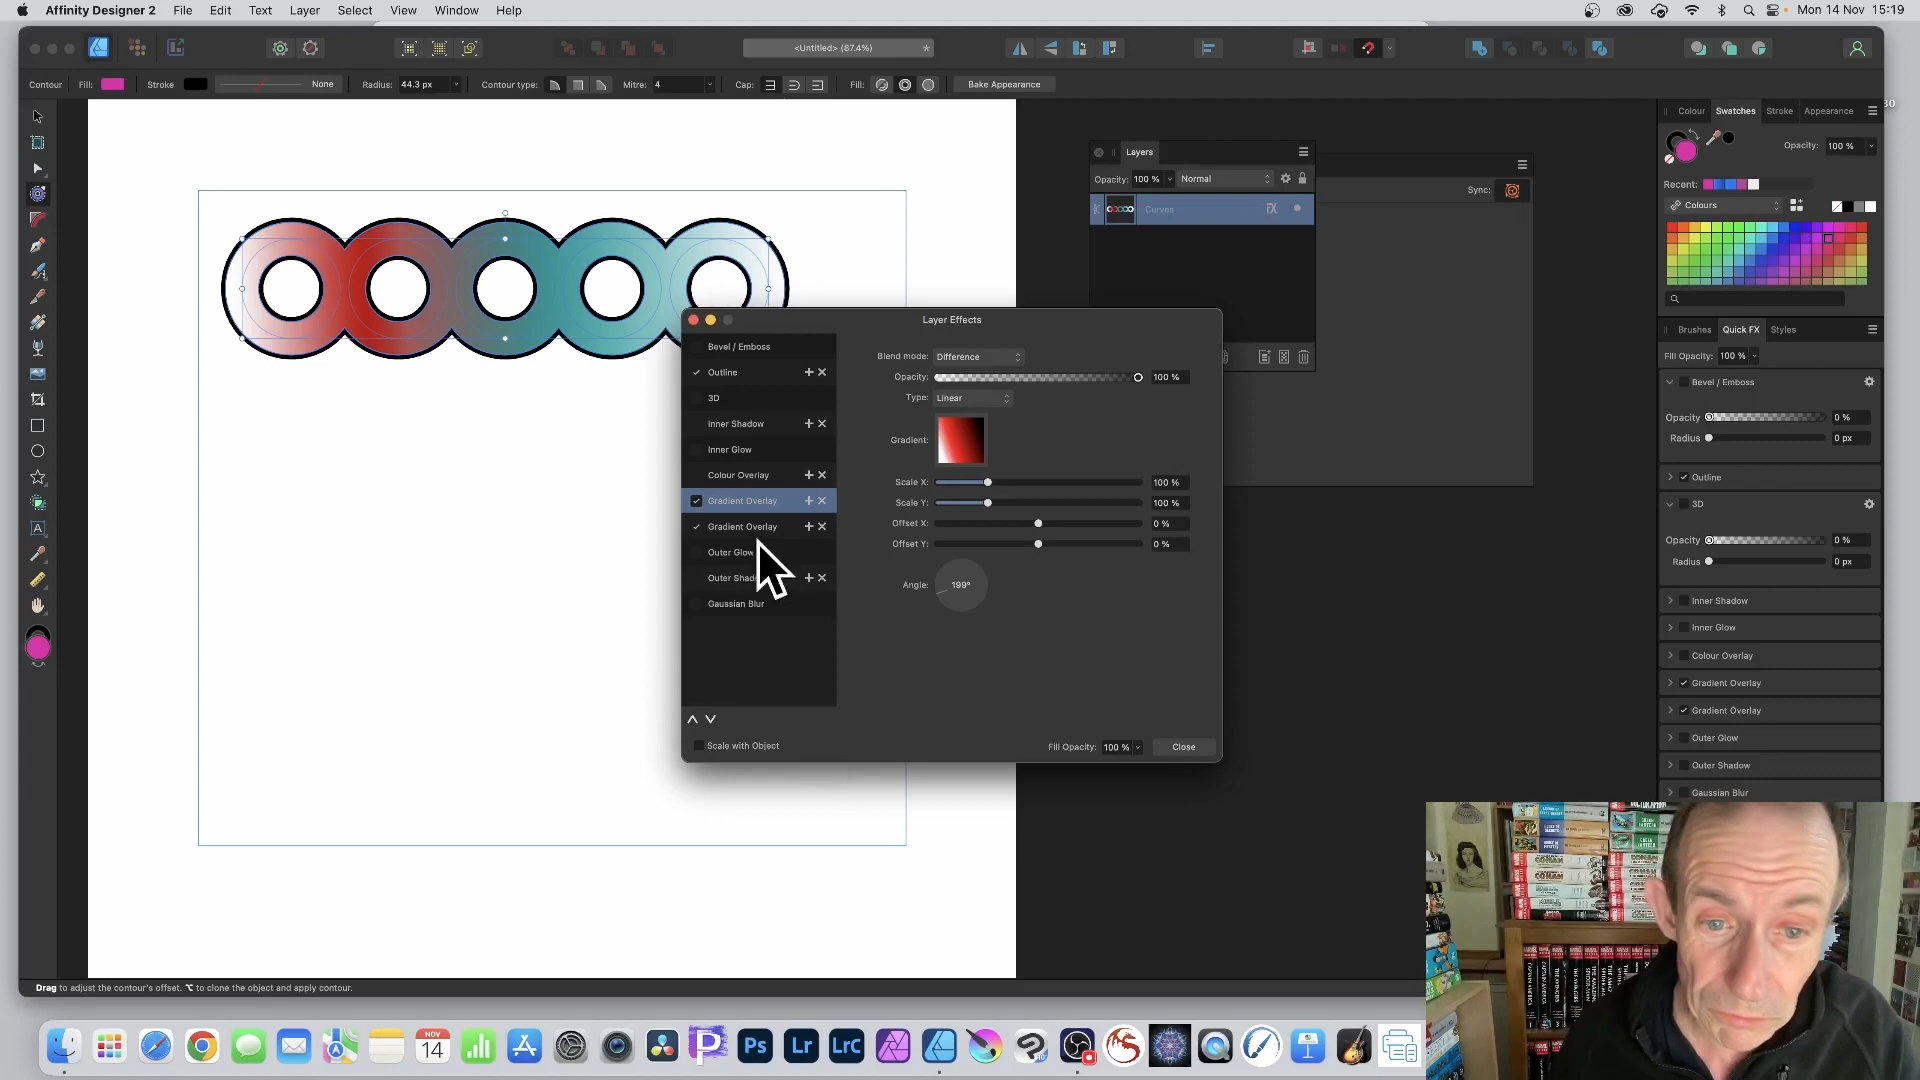 Affinity Designer 2 File Edit Text Layer Select View Window Help Mon 14 Nov 15:19
<Untitled> (87.4%) *
Contour Fill: Stroke None Radius: 44.3 px Contour type: Mitre: 4 Cap: Fill: Bake Appearance
Colour Swatches Stroke Appearance
Opacity: 100 %
Recent:
Colours
Layers
Opacity: 100 % Normal
Curves
Sync:
Layer Effects
Bevel / Emboss
Outline
3D
Inner Shadow
Inner Glow
Colour Overlay
Gradient Overlay
Gradient Overlay
Outer Glow
Outer Shad
Gaussian Blur
Scale with Object
Blend mode: Difference
Opacity: 100 %
Type: Linear
Gradient:
Scale X: 100 %
Scale Y: 100 %
Offset X: 0 %
Offset Y: 0 %
Angle: 199°
Fill Opacity: 100 % Close
Brushes Quick FX Styles
Fill Opacity: 100 %
Bevel / Emboss
Opacity 0 %
Radius 0 px
Outline
3D
Opacity 0 %
Radius 0 px
Inner Shadow
Inner Glow
Colour Overlay
Gradient Overlay
Gradient Overlay
Outer Glow
Outer Shadow
Gaussian Blur
Drag to adjust the contour's offset. ⌥ to clone the object and apply contour.
NOV
14
Ps
Lr
LrC
CONAN
CONAN
CONAN